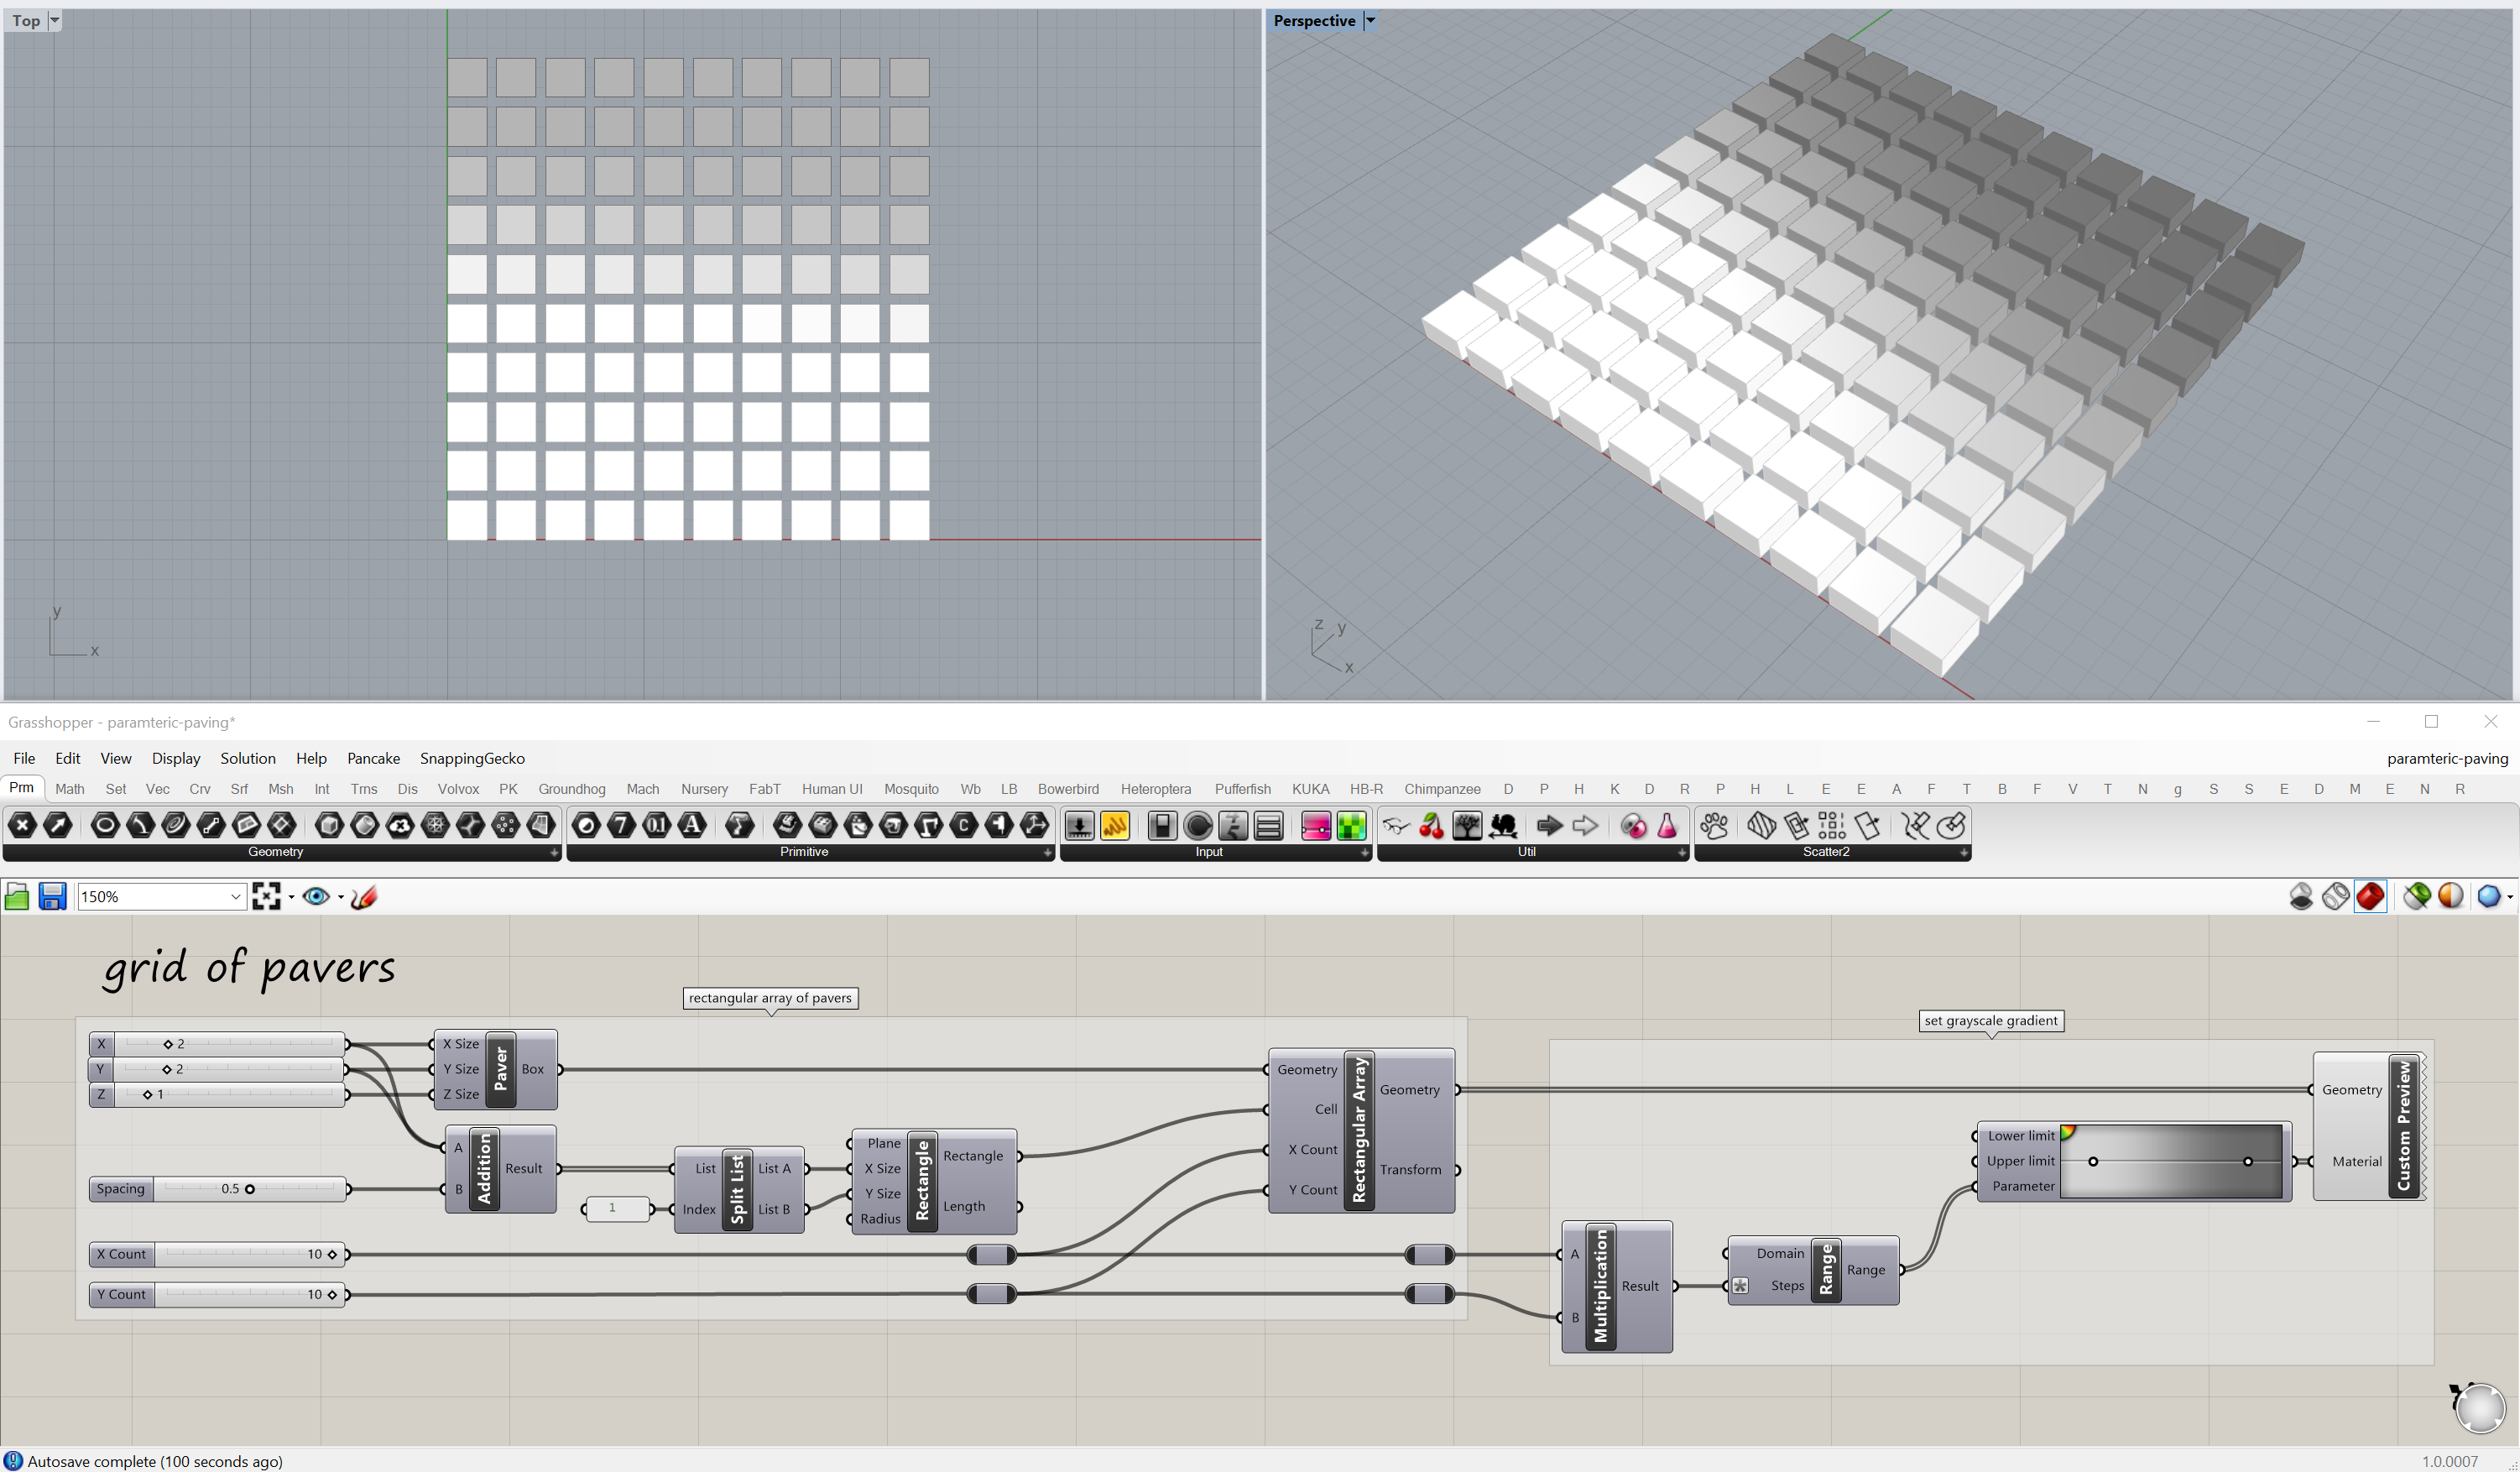 Top
Perspective
y
x
z y
x
Grasshopper - paramteric-paving*
File Edit View Display Solution Help Pancake SnappingGecko paramteric-paving
Prm Math Set Vec Crv Srf Msh Int Trns Dis Volvox PK Groundhog Mach Nursery FabT Human UI Mosquito Wb LB Bowerbird Heteroptera Pufferfish KUKA HB-R Chimpanzee D P H K D R P H L E E A F T B F V T N g S S E D M E N R
Geometry Primitive Input Util Scatter2
150%
grid of pavers
rectangular array of pavers
X 2
Y 2
Z 1
X Size
Y Size
Z Size
Paver
Box
Spacing 0.5
A
B
Addition
Result
1
List
Index
Split List
List A
List B
Plane
X Size
Y Size
Radius
Rectangle
Rectangle
Length
X Count 10
Y Count 10
Geometry
Cell
X Count
Y Count
Rectangular Array
Geometry
Transform
set grayscale gradient
A
B
Multiplication
Result
Domain
Steps
Range
Range
Lower limit
Upper limit
Parameter
Geometry
Material
Custom Preview
Autosave complete (100 seconds ago) 1.0.0007